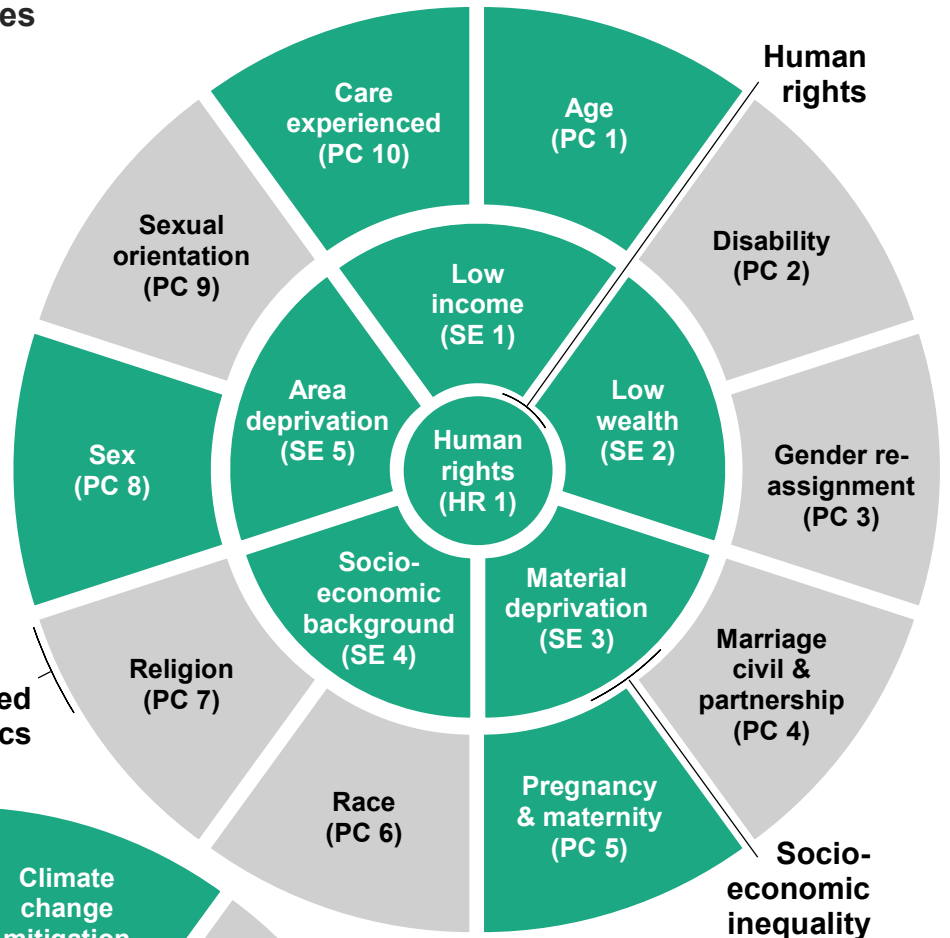 es
Human
rights
Care
experienced
(PC 10)
Age
(PC 1)
Sexual
orientation
(PC 9)
Disability
(PC 2)
Low
income
(SE 1)
Area
deprivation
(SE 5)
Low
wealth
(SE 2)
Human
rights
(HR 1)
Sex
(PC 8)
Gender re-
assignment
(PC 3)
Socio-
economic
background
(SE 4)
Material
deprivation
(SE 3)
Religion
(PC 7)
Marriage
civil &
partnership
(PC 4)
ed
cs
Race
(PC 6)
Pregnancy
& maternity
(PC 5)
Socio-
economic
inequality
Climate
change
mitigation